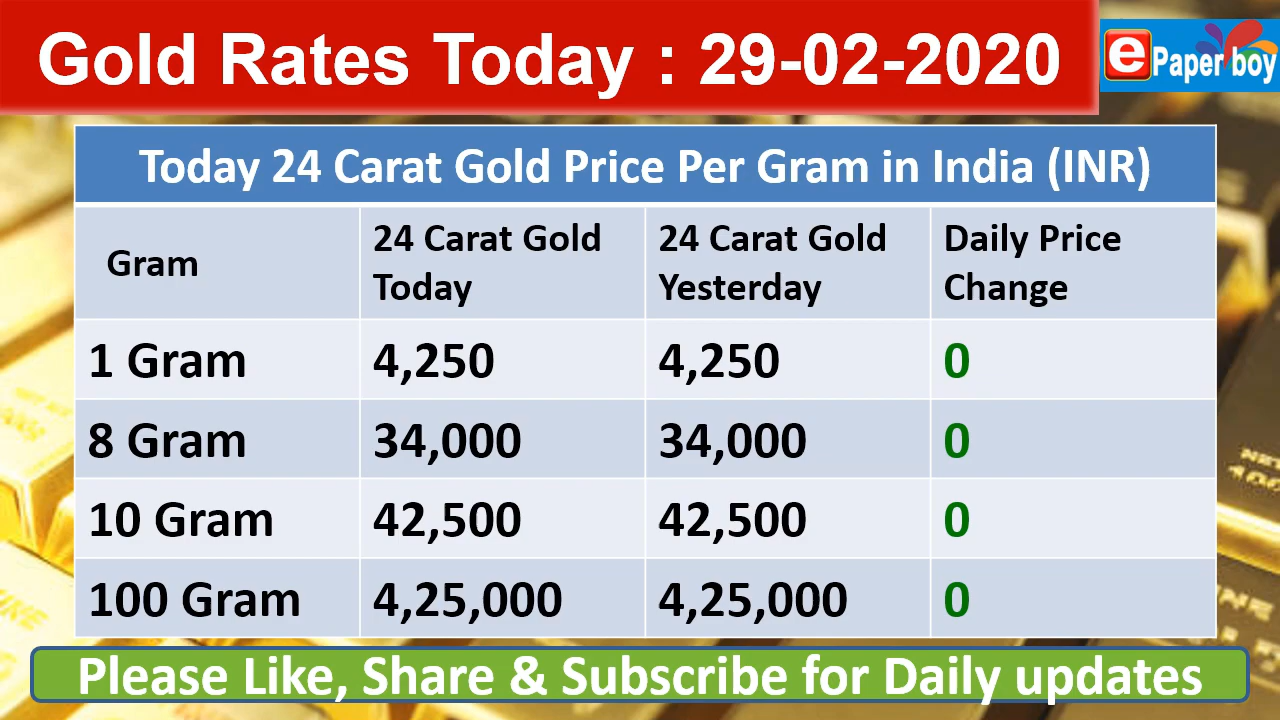 Gold Rates Today : 29-02-2020
e Paper boy
Today 24 Carat Gold Price Per Gram in India (INR)
Gram
24 Carat Gold
Today
24 Carat Gold
Yesterday
Daily Price
Change
1 Gram 4,250 4,250 0
8 Gram 34,000 34,000 0
10 Gram 42,500 42,500 0
100 Gram 4,25,000 4,25,000 0
Please Like, Share & Subscribe for Daily updates